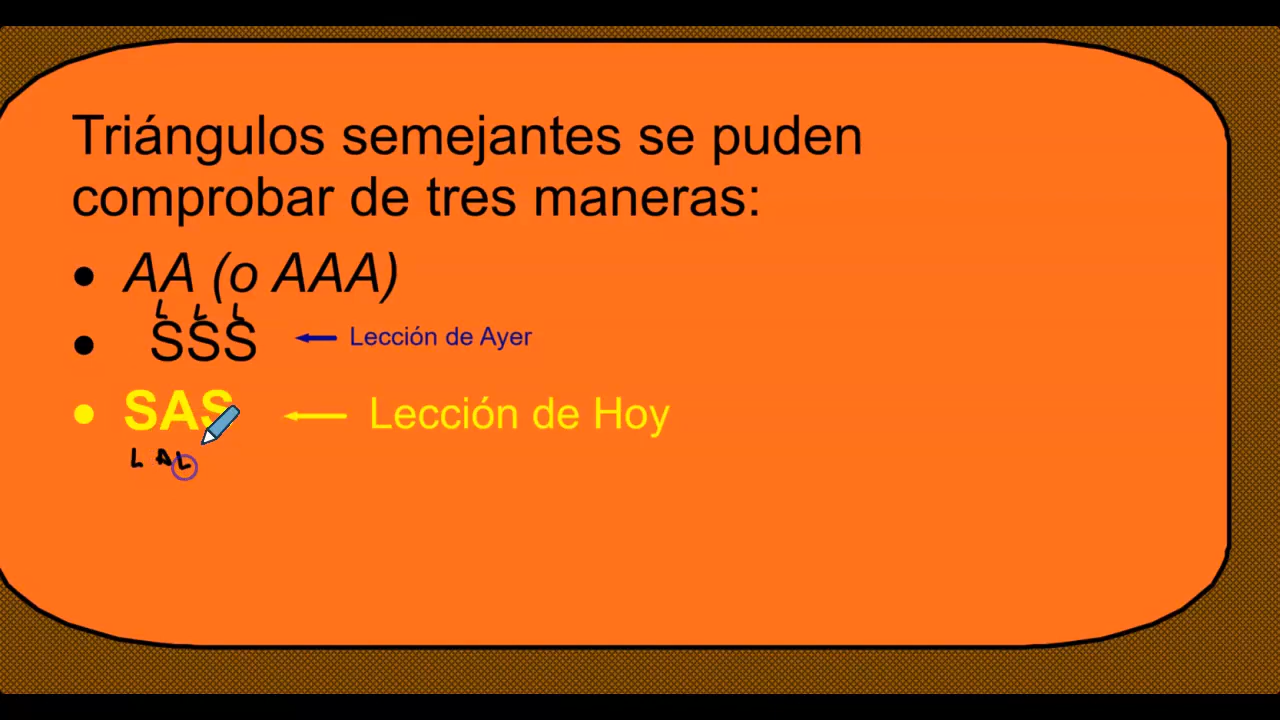 Triángulos semejantes se puden
comprobar de tres maneras:
• AA (o AAA)
L L L
• SSS ← Lección de Ayer
• SAS ← Lección de Hoy
L A L